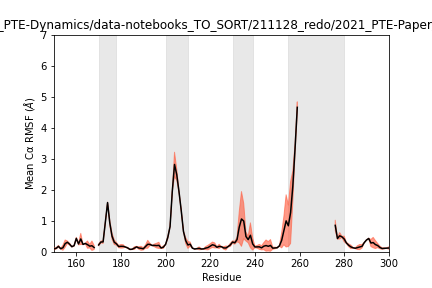 _PTE-Dynamics/data-notebooks_TO_SORT/211128_redo/2021_PTE-Paper
7
6
5
4
3
2
1
0
Mean Cα RMSF (Å)
160 180 200 220 240 260 280 300
Residue